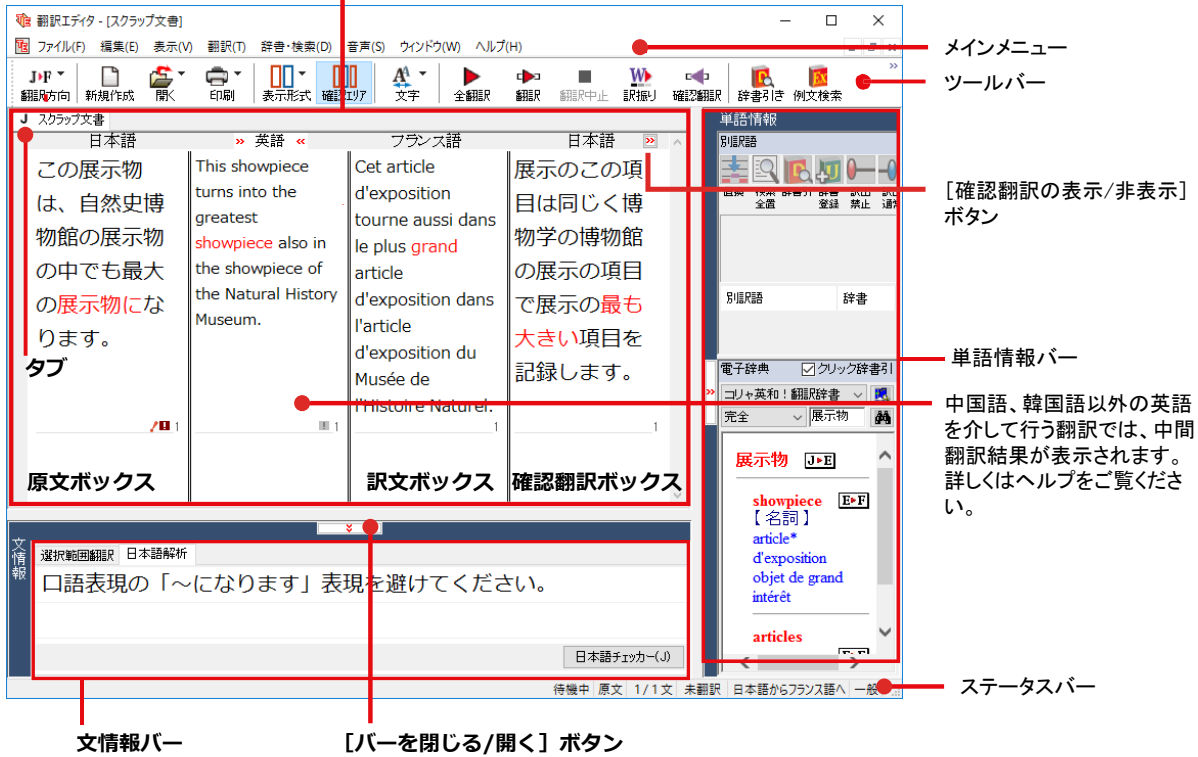 翻訳エディタ - [スクラップ文書]
ファイル(F) 編集(E) 表示(V) 翻訳(T) 辞書・検索(D) 音声(S) ウィンドウ(W) ヘルプ(H)
メインメニュー
翻訳方向 新規作成 開く 印刷 表示形式 確認エリア 文字 全翻訳 翻訳 翻訳中止 訳振り 確認翻訳 辞書引き 例文検索
ツールバー
J スクラップ文書
日本語 » 英語 « フランス語 日本語 »
この展示物
は、自然史博
物館の展示物
の中でも最大
の展示物にな
ります。
タブ
1
原文ボックス
This showpiece
turns into the
greatest
showpiece also in
the showpiece of
the Natural History
Museum.
1
Cet article
d'exposition
tourne aussi dans
le plus grand
article
d'exposition dans
l'article
d'exposition du
Musée de
l'Histoire Naturel.
1
訳文ボックス
展示のこの項
目は同じく博
物学の博物館
の展示の項目
で展示の最も
大きい項目を
記録します。
1
確認翻訳ボックス
単語情報
別訳語
全置 登録 禁止
別訳語 辞書
[確認翻訳の表示/非表示]
ボタン
単語情報バー
電子辞典 クリック辞書引
コリャ英和!翻訳辞書
完全 展示物
展示物 J▸E
showpiece E▸F
【名詞】
article*
d'exposition
objet de grand
intérêt
articles
中国語、韓国語以外の英語
を介して行う翻訳では、中間
翻訳結果が表示されます。
詳しくはヘルプをご覧くださ
い。
文情報
選択範囲翻訳 日本語解析
口語表現の「～になります」表現を避けてください。
日本語チェッカー(J)
待機中 原文 1/1文 未翻訳 日本語からフランス語へ 一般
ステータスバー
文情報バー
[バーを閉じる/開く] ボタン